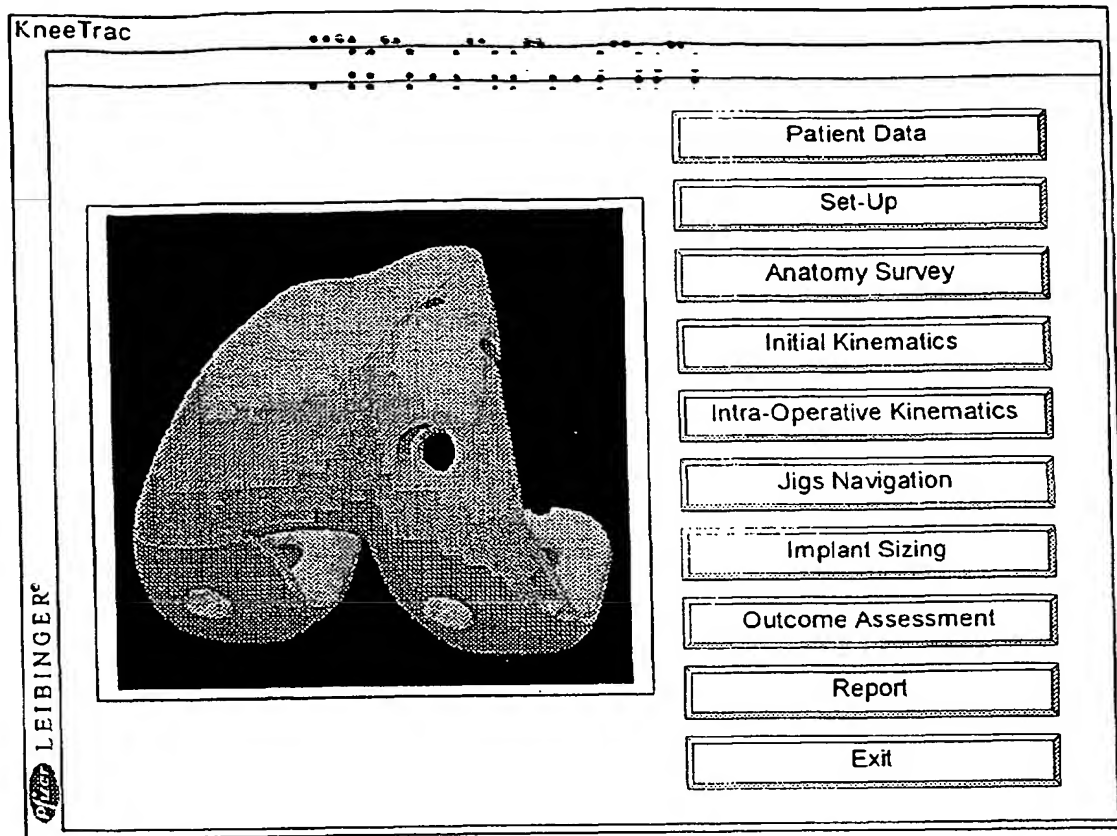 KneeTrac
Patient Data
Set-Up
Anatomy Survey
Initial Kinematics
Intra-Operative Kinematics
Jigs Navigation
Implant Sizing
Outcome Assessment
Report
Exit
LEIBINGER